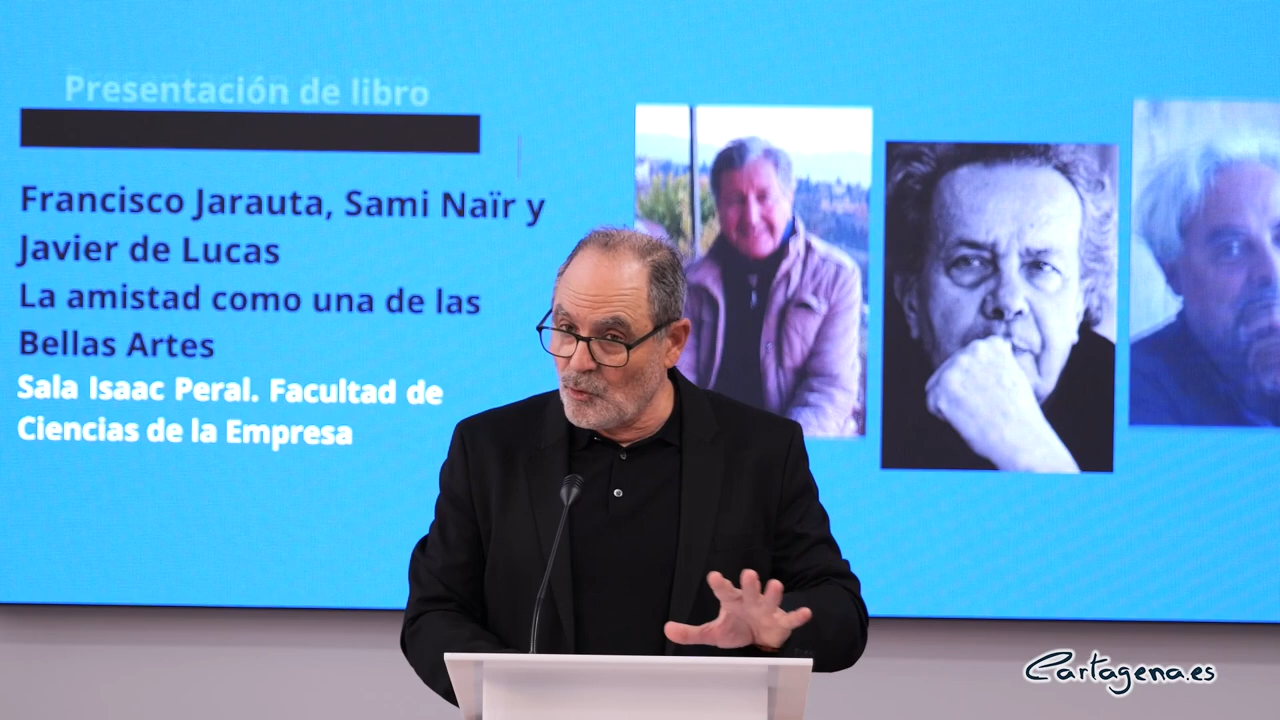 Presentación de libro
Francisco Jarauta, Sami Naïr y
Javier de Lucas
La amistad como una de las
Bellas Artes
Sala Isaac Peral. Facultad de
Ciencias de la Empresa
Cartagena.es